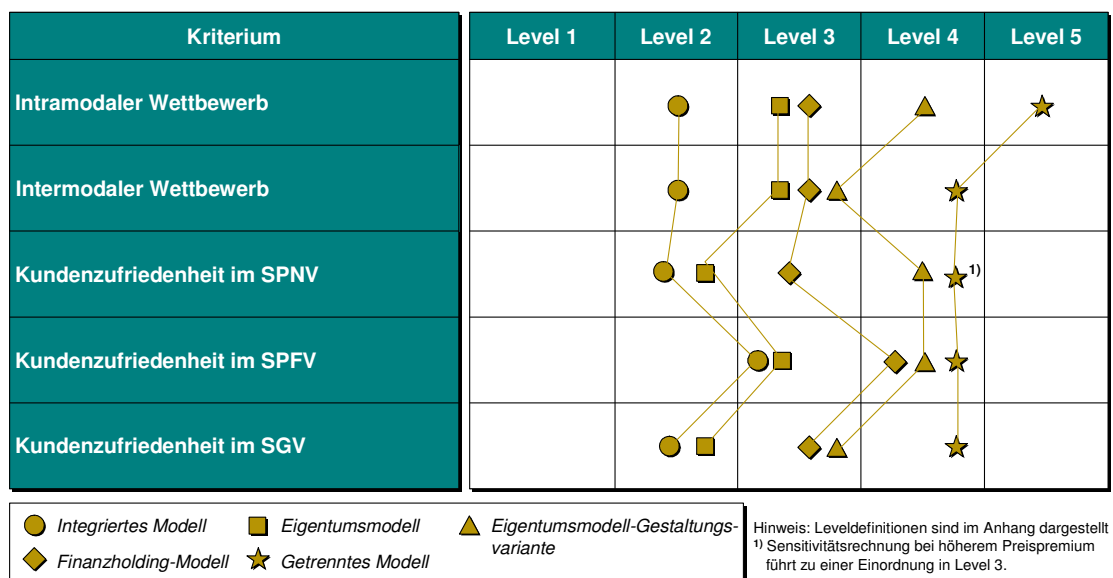 Kriterium
Level 1 Level 2 Level 3 Level 4 Level 5
Intramodaler Wettbewerb
Intermodaler Wettbewerb
Kundenzufriedenheit im SPNV
1)
Kundenzufriedenheit im SPFV
Kundenzufriedenheit im SGV
Integriertes Modell
Eigentumsmodell
Eigentumsmodell-Gestaltungs-
variante
Finanzholding-Modell
Getrenntes Modell
Hinweis: Leveldefinitionen sind im Anhang dargestellt
1) Sensitivitätsrechnung bei höherem Preispremium
führt zu einer Einordnung in Level 3.